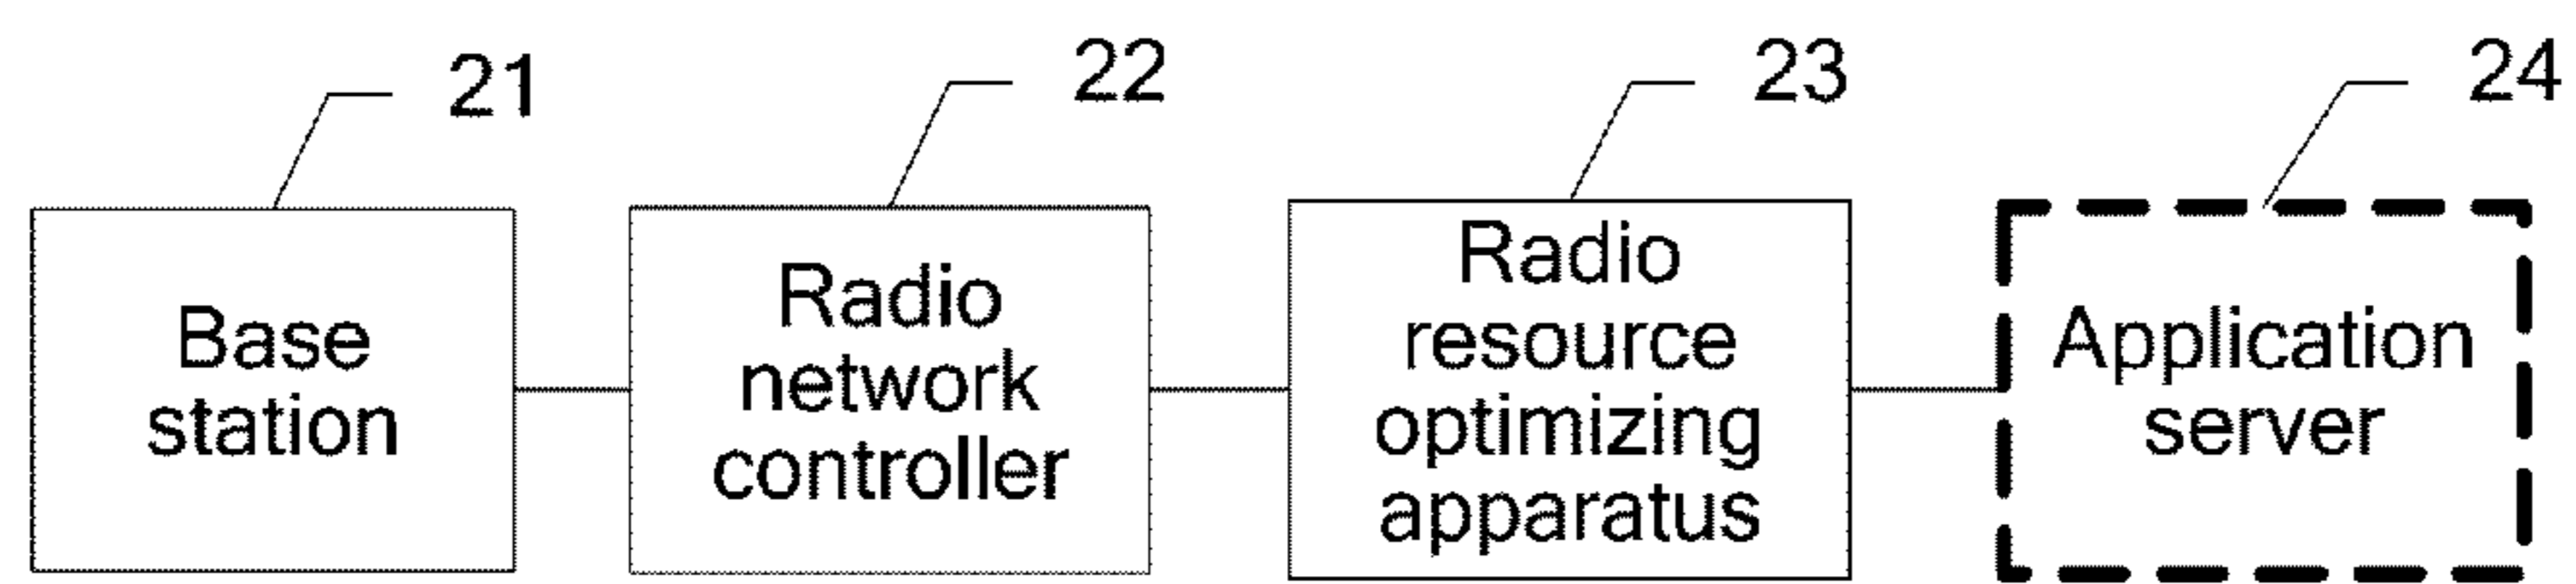 21
22
23
24
Base
station
Radio
network
controller
Radio
resource
optimizing
apparatus
Application
server